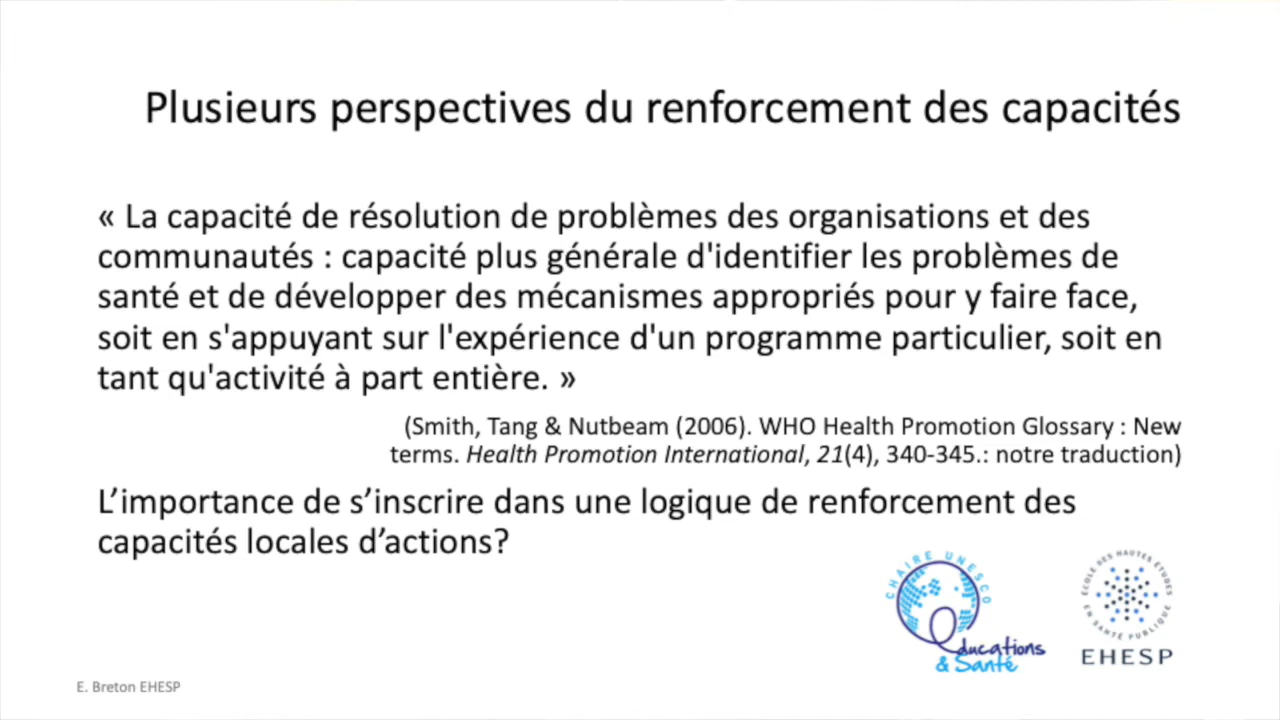 Plusieurs perspectives du renforcement des capacités
« La capacité de résolution de problèmes des organisations et des
communautés : capacité plus générale d'identifier les problèmes de
santé et de développer des mécanismes appropriés pour y faire face,
soit en s'appuyant sur l'expérience d'un programme particulier, soit en
tant qu'activité à part entière. »
(Smith, Tang & Nutbeam (2006). WHO Health Promotion Glossary : New
terms. Health Promotion International, 21(4), 340-345.: notre traduction)
L’importance de s’inscrire dans une logique de renforcement des
capacités locales d’actions?
CHAIRE UNESCO
Educations
& Santé
ÉCOLE DES HAUTES ÉTUDES
EN SANTÉ PUBLIQUE
EHESP
E. Breton EHESP